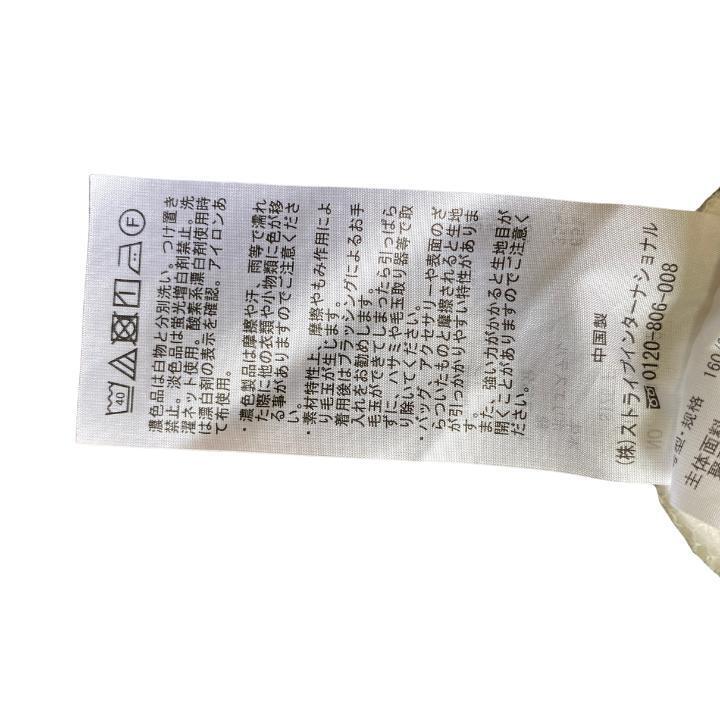 40 F
濃色品は白物と分別洗い。つけ置き
禁止。淡色品は蛍光増白剤禁止。洗
濯ネット使用。酸素系漂白剤使用時
は漂白剤の表示を確認。アイロンあ
て布使用。
・濃色製品は摩擦や汗、雨等で濡れ
た際に他の衣類や小物類に色が移
る事がありますのでご注意くださ
い。
・素材特性上、摩擦やもみ作用によ
り毛玉が生じます。
着用後はブラッシングによるお手
入れをお勧めします。
毛玉ができてしまったら引っぱら
ずに、ハサミや毛玉取り器等で取
り除いてください。
・バッグ、アクセサリーや表面のざ
らついたものと摩擦されると生地
が引っかかりやすい特性がありま
す。
また、強い力がかかると生地目が
開くことがありますのでご注意く
ださい。
中国製
(株)ストライプインターナショナル
0120-806-008
号型·规格 160/
主体面料